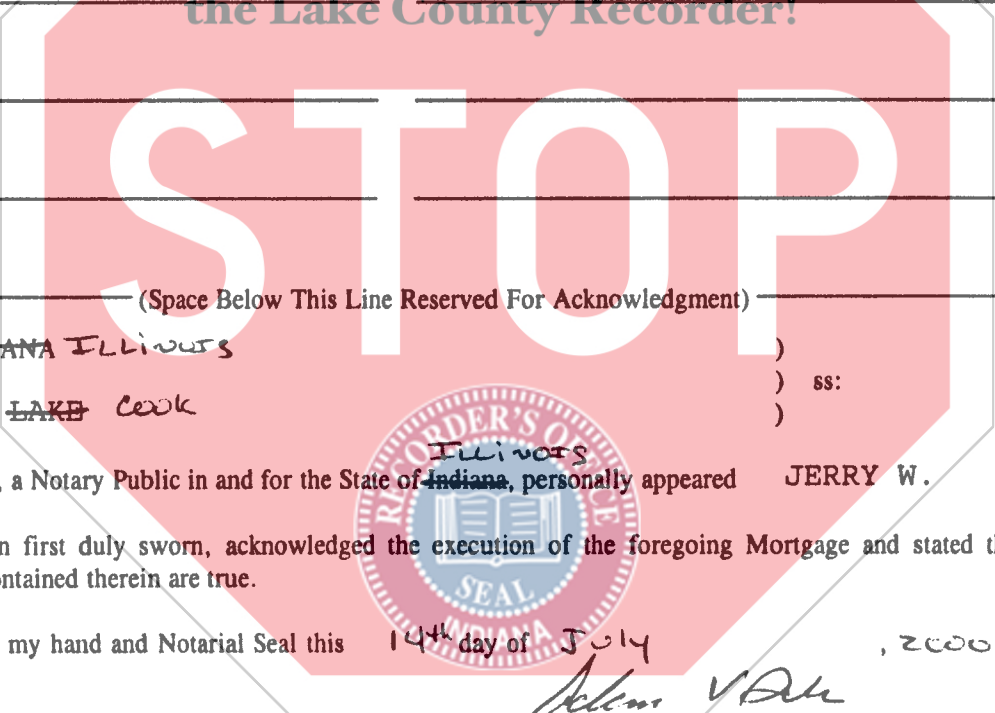 the Lake County Recorder!
STOP
(Space Below This Line Reserved For Acknowledgment)
ANA ILLINOIS )
) ss:
LAKE COOK )
ILLINOIS
, a Notary Public in and for the State of Indiana, personally appeared JERRY W.
n first duly sworn, acknowledged the execution of the foregoing Mortgage and stated th
ontained therein are true.
my hand and Notarial Seal this 14th day of July , 2000
RECORDER'S OFFICE
SEAL
INDIANA